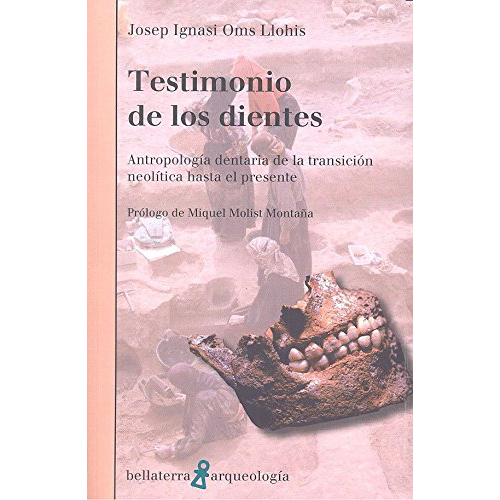 Josep Ignasi Oms Llohis
Testimonio
de los dientes
Antropología dentaria de la transición
neolítica hasta el presente
Prólogo de Miquel Molist Montaña
bellaterra arqueología